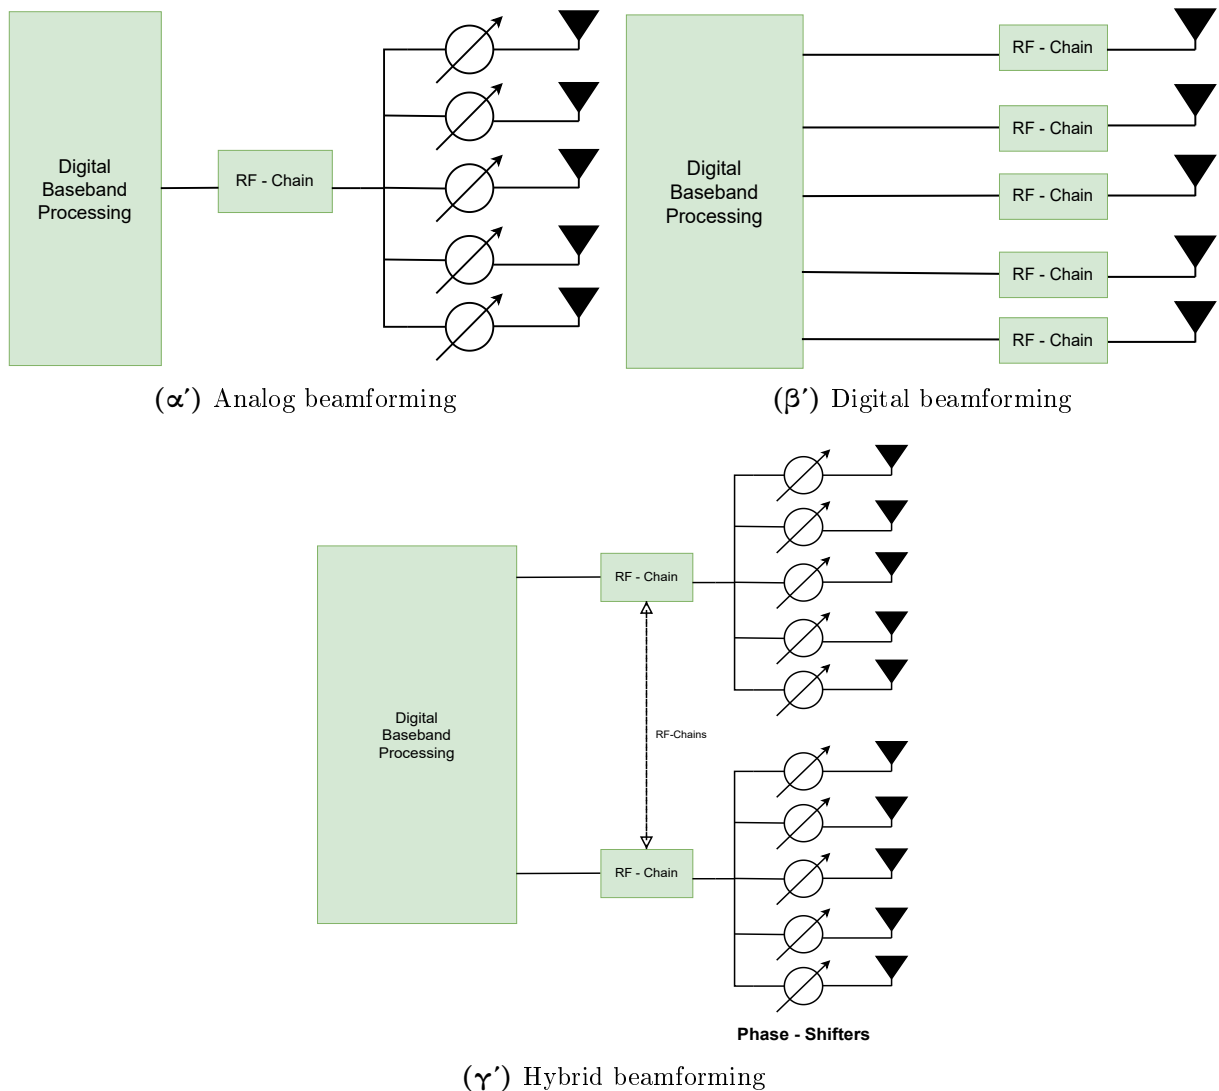 Digital
Baseband
Processing
RF - Chain
(α΄) Analog beamforming
Digital
Baseband
Processing
RF - Chain
RF - Chain
RF - Chain
RF - Chain
RF - Chain
(β΄) Digital beamforming
Digital
Baseband
Processing
RF - Chain
RF-Chains
RF - Chain
Phase - Shifters
(γ΄) Hybrid beamforming